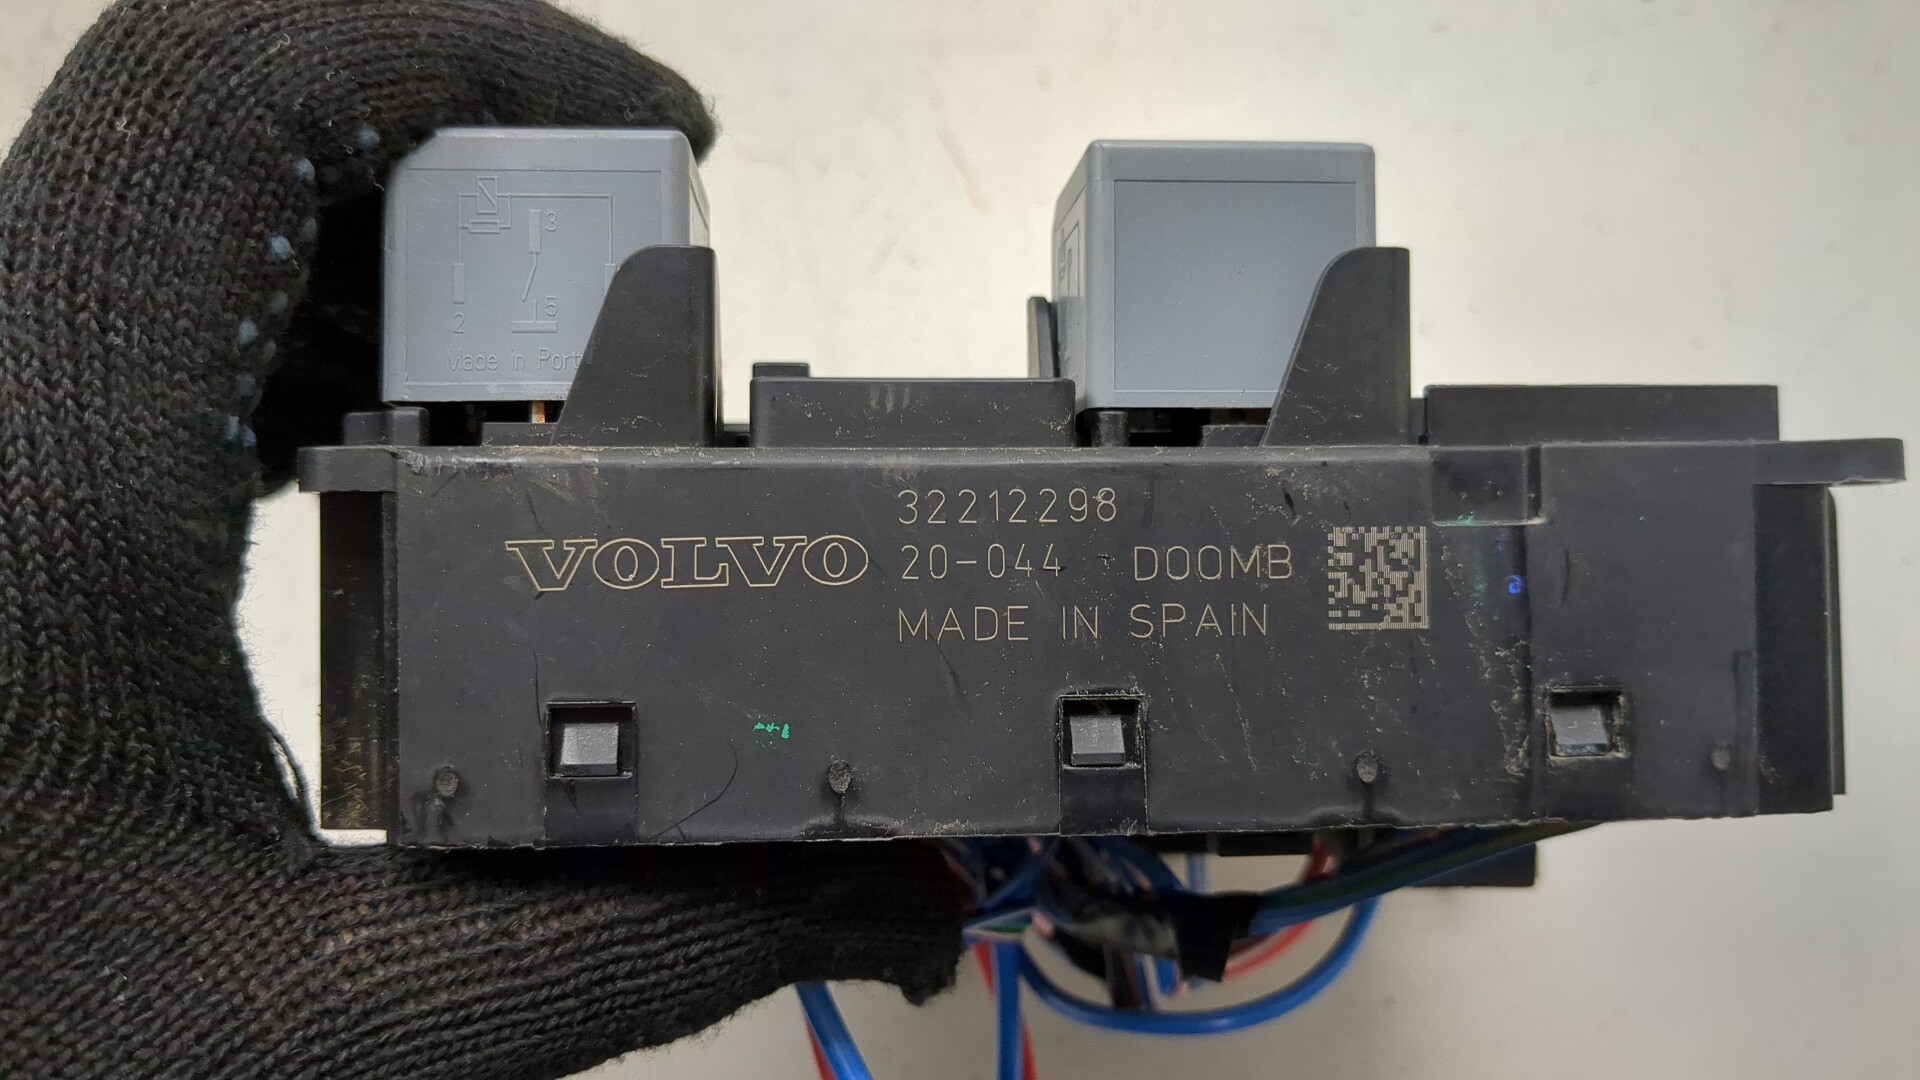 3
5
2
Made in Port
32212298
VOLVO 20-044 D00MB
MADE IN SPAIN